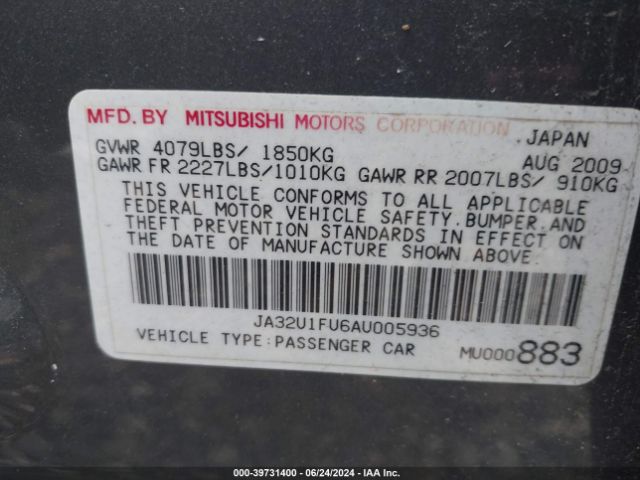 MFD. BY MITSUBISHI MOTORS CORPORATION
JAPAN
GVWR 4079LBS/ 1850KG AUG 2009
GAWR FR 2227LBS/1010KG GAWR RR 2007LBS/ 910KG
THIS VEHICLE CONFORMS TO ALL APPLICABLE
FEDERAL MOTOR VEHICLE SAFETY, BUMPER, AND
THEFT PREVENTION STANDARDS IN EFFECT ON
THE DATE OF MANUFACTURE SHOWN ABOVE.
JA32U1FU6AU005936
VEHICLE TYPE:PASSENGER CAR MU000883
000-39731400 - 06/24/2024 - IAAI.COM